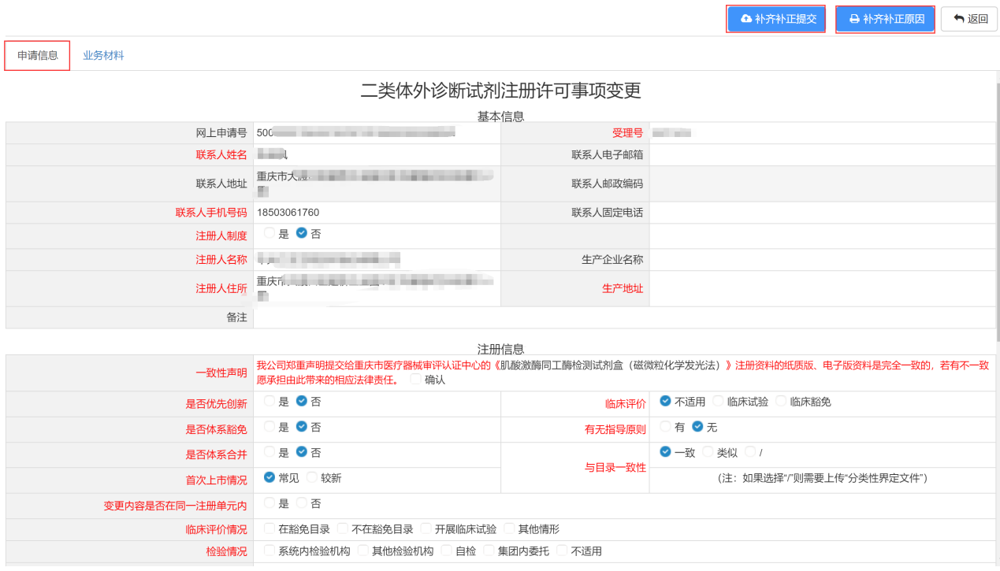 补齐补正提交 补齐补正原因 返回
申请信息 业务材料
二类体外诊断试剂注册许可事项变更
基本信息
网上申请号 500 受理号
联系人姓名 联系人电子邮箱
联系人地址 重庆市大渡 联系人邮政编码
联系人手机号码 18503061760 联系人固定电话
注册人制度 是 否
注册人名称 生产企业名称
注册人住所 重庆市 生产地址
备注
注册信息
一致性声明 我公司郑重声明提交给重庆市医疗器械审评认证中心的《肌酸激酶同工酶检测试剂盒（磁微粒化学发光法）》注册资料的纸质版、电子版资料是完全一致的，若有不一致
愿承担由此带来的相应法律责任。 确认
是否优先创新 是 否 临床评价 不适用 临床试验 临床豁免
是否体系豁免 是 否 有无指导原则 有 无
是否体系合并 是 否 与目录一致性 一致 类似 /
首次上市情况 常见 较新 (注：如果选择“/”则需要上传“分类性界定文件”)
变更内容是否在同一注册单元内 是 否
临床评价情况 在豁免目录 不在豁免目录 开展临床试验 其他情形
检验情况 系统内检验机构 其他检验机构 自检 集团内委托 不适用